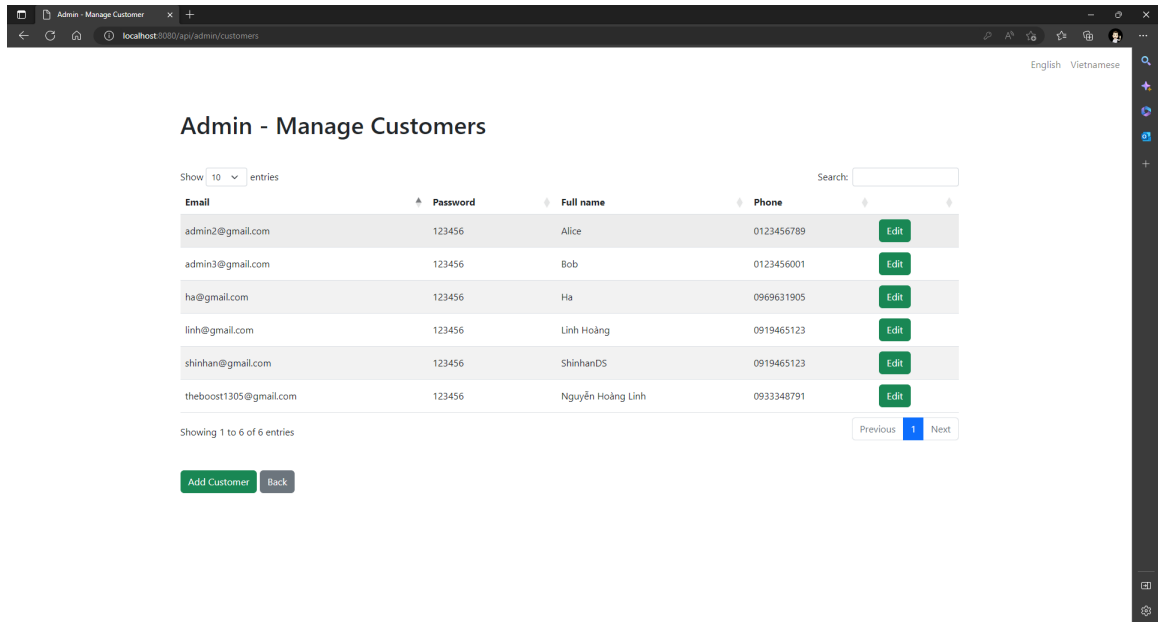 Admin - Manage Customer
localhost:8080/api/admin/customers
English Vietnamese
Admin - Manage Customers
Show 10 entries Search:
Email Password Full name Phone
admin2@gmail.com 123456 Alice 0123456789 Edit
admin3@gmail.com 123456 Bob 0123456001 Edit
ha@gmail.com 123456 Ha 0969631905 Edit
linh@gmail.com 123456 Linh Hoàng 0919465123 Edit
shinhan@gmail.com 123456 ShinhanDS 0919465123 Edit
theboost1305@gmail.com 123456 Nguyễn Hoàng Linh 0933348791 Edit
Showing 1 to 6 of 6 entries Previous 1 Next
Add Customer Back